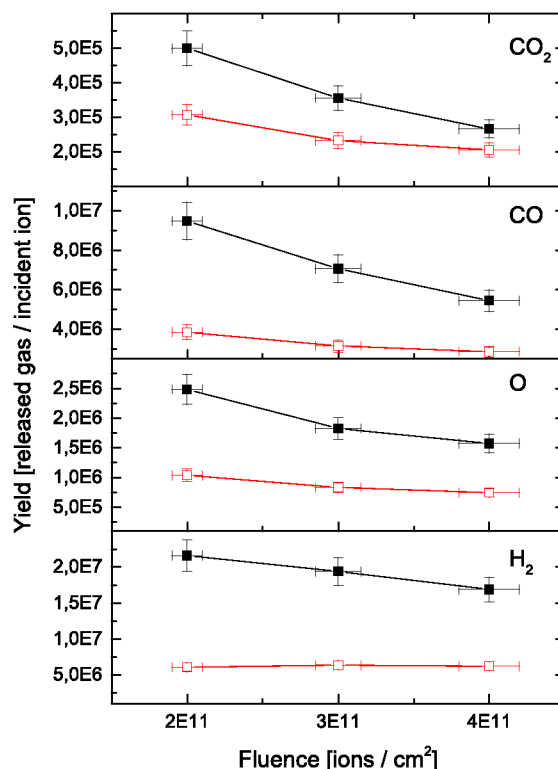 Yield [released gas / incident ion]
CO₂
5,0E5
4,0E5
3,0E5
2,0E5
CO
1,0E7
8,0E6
6,0E6
4,0E6
O
2,5E6
2,0E6
1,5E6
1,0E6
5,0E5
H₂
2,0E7
1,5E7
1,0E7
5,0E6
2E11 3E11 4E11
Fluence [ions / cm²]